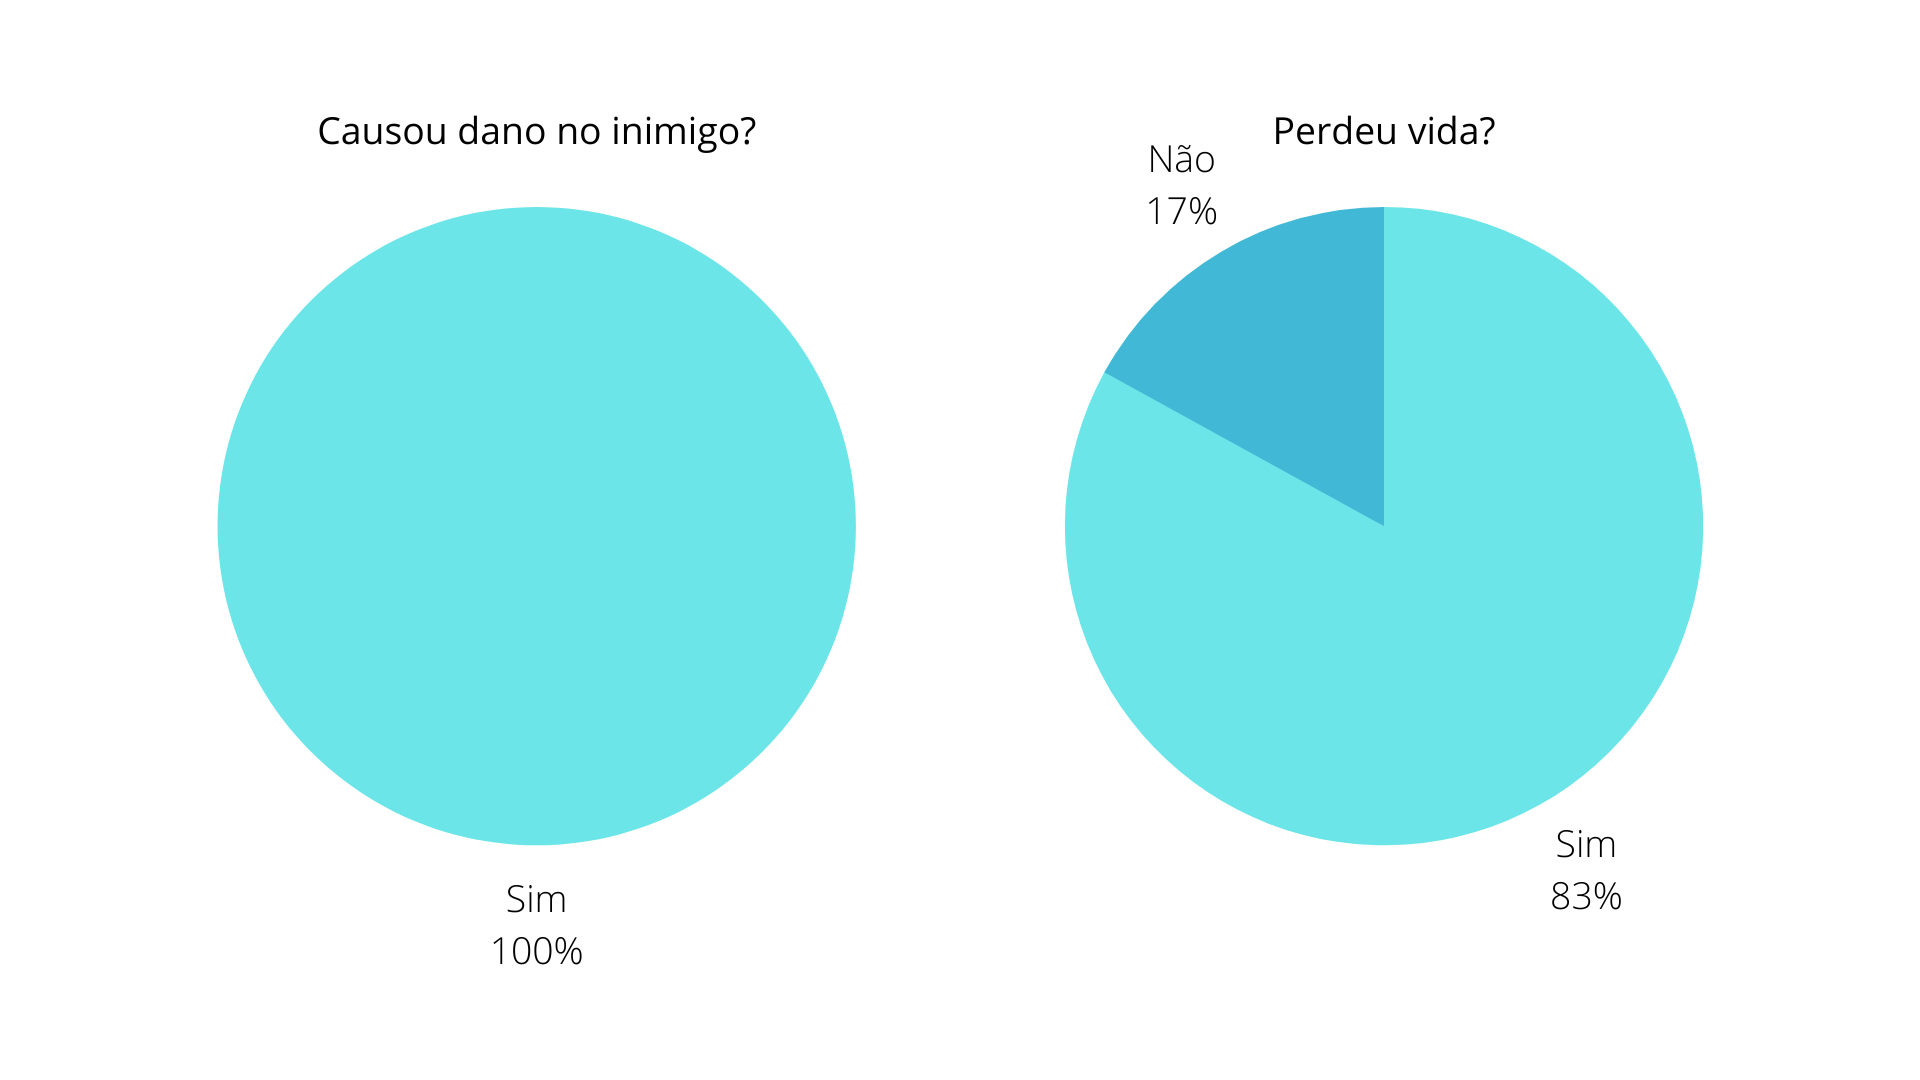 Causou dano no inimigo?
Sim
100%
Perdeu vida?
Não
17%
Sim
83%